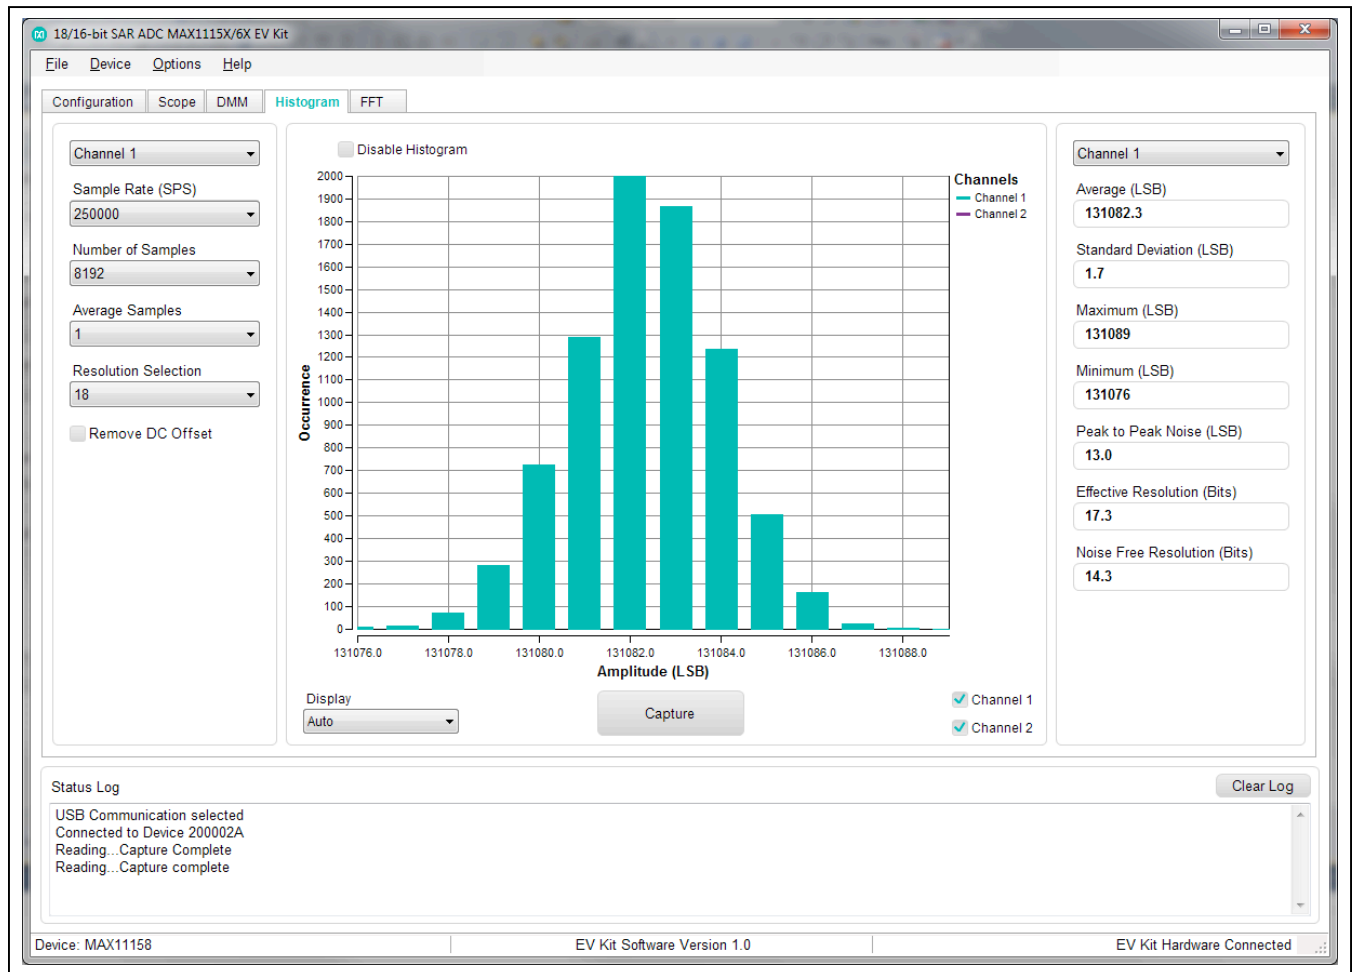 18/16-bit SAR ADC MAX1115X/6X EV Kit
File Device Options Help
Configuration Scope DMM Histogram FFT
Channel 1
Sample Rate (SPS)
250000
Number of Samples
8192
Average Samples
1
Resolution Selection
18
Remove DC Offset
Disable Histogram
Occurrence
2000
1900
1800
1700
1600
1500
1400
1300
1200
1100
1000
900
800
700
600
500
400
300
200
100
0
131076.0 131078.0 131080.0 131082.0 131084.0 131086.0 131088.0
Amplitude (LSB)
Channels
Channel 1
Channel 2
Display
Auto
Capture
Channel 1
Channel 2
Channel 1
Average (LSB)
131082.3
Standard Deviation (LSB)
1.7
Maximum (LSB)
131089
Minimum (LSB)
131076
Peak to Peak Noise (LSB)
13.0
Effective Resolution (Bits)
17.3
Noise Free Resolution (Bits)
14.3
Status Log
Clear Log
USB Communication selected
Connected to Device 200002A
Reading...Capture Complete
Reading...Capture complete
Device: MAX11158
EV Kit Software Version 1.0
EV Kit Hardware Connected